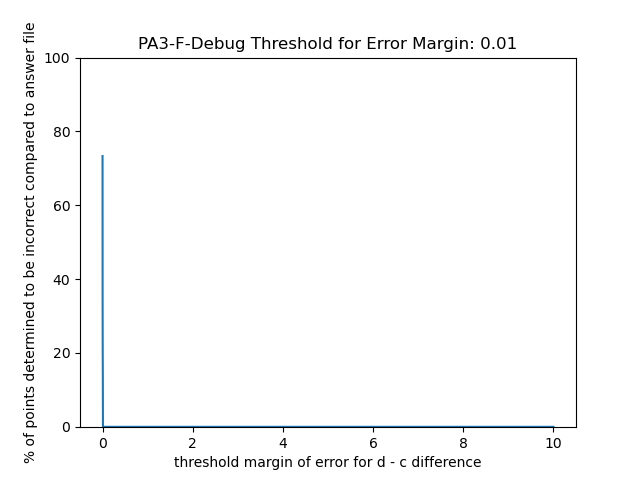 PA3-F-Debug Threshold for Error Margin: 0.01
% of points determined to be incorrect compared to answer file
100
80
60
40
20
0
0 2 4 6 8 10
threshold margin of error for d - c difference